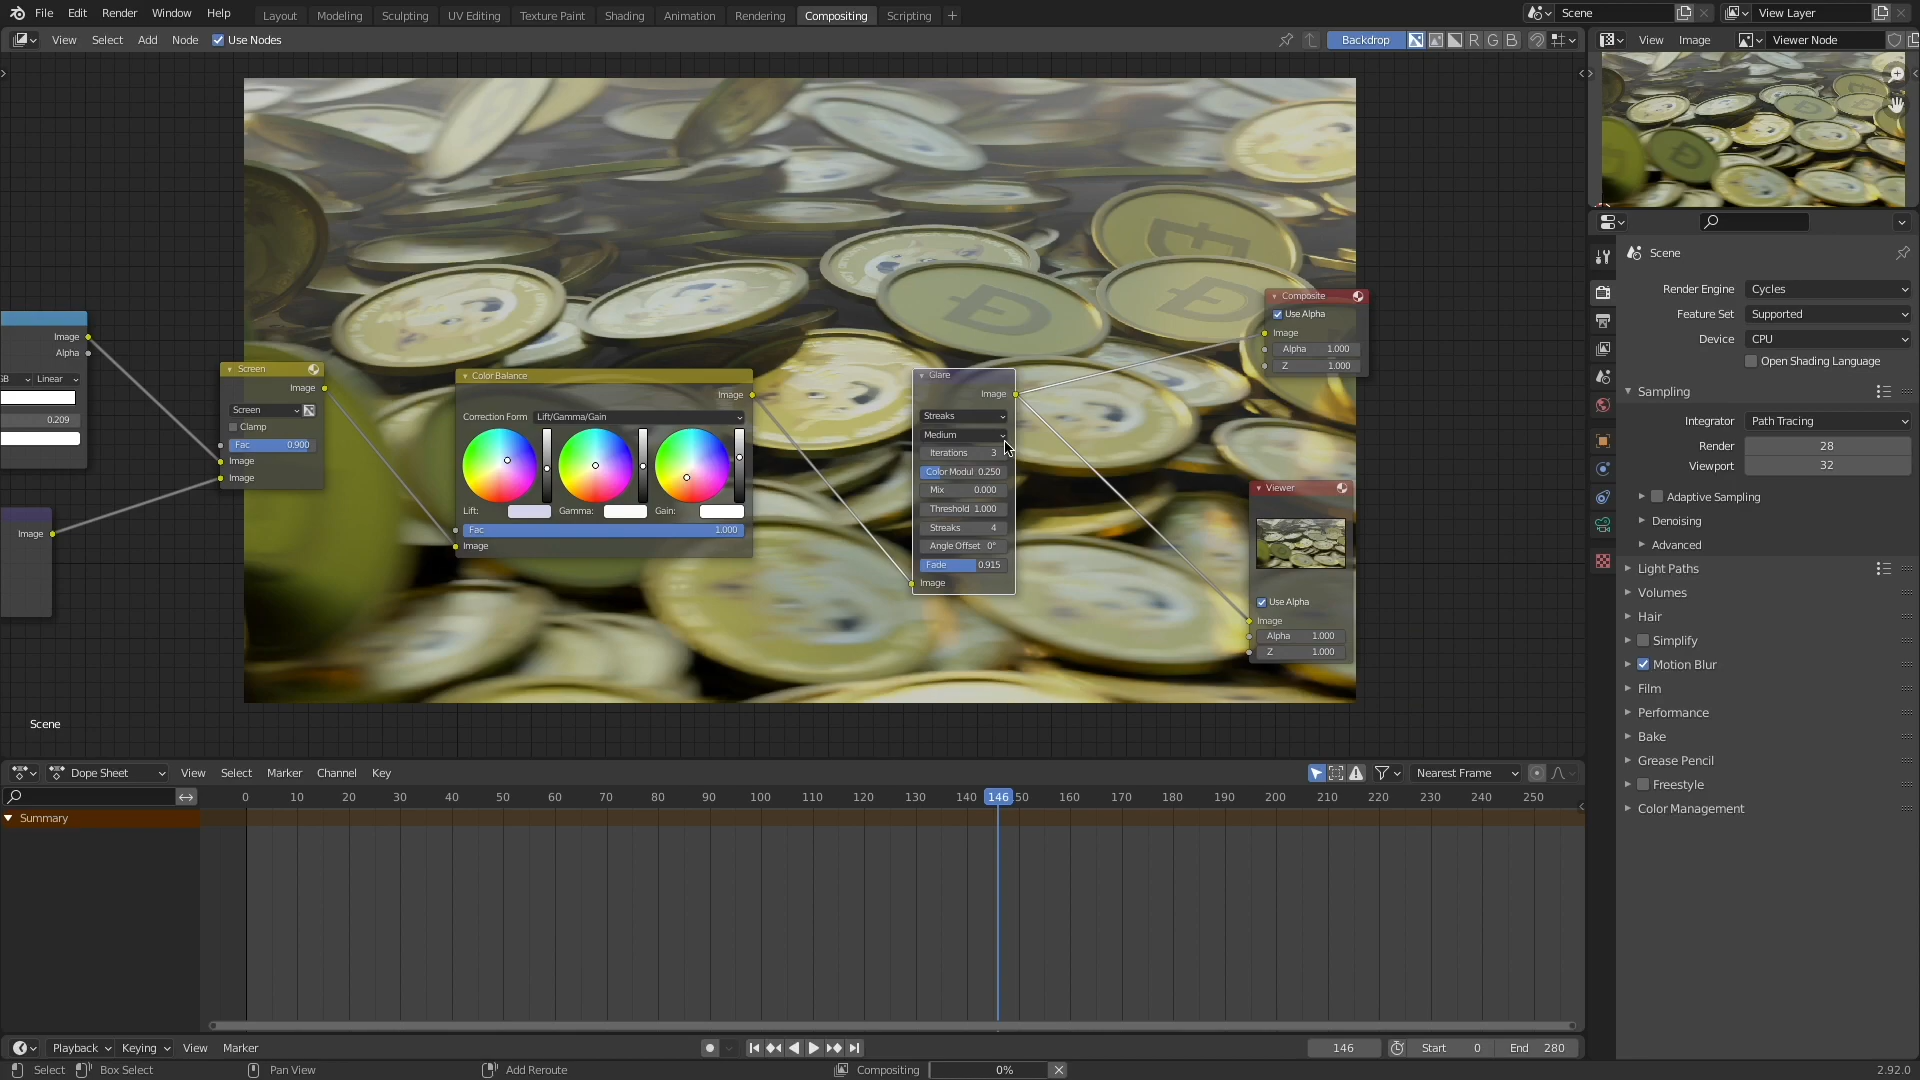 File Edit Render Window Help Layout Modeling Sculpting UV Editing Texture Paint Shading Animation Rendering Compositing Scripting + Scene View Layer
View Select Add Node Use Nodes Backdrop R G B View Image Viewer Node
Scene
Render Engine Cycles
Feature Set Supported
Device CPU
Open Shading Language
Sampling
Integrator Path Tracing
Render 28
Viewport 32
Adaptive Sampling
Denoising
Advanced
Light Paths
Volumes
Hair
Simplify
Motion Blur
Film
Performance
Bake
Grease Pencil
Freestyle
Color Management
Image
Alpha
GB Linear
0.209
Image
Screen
Image
Screen
Clamp
Fac 0.900
Image
Image
Color Balance
Image
Correction Form Lift/Gamma/Gain
Lift: Gamma: Gain:
Fac 1.000
Image
Glare
Image
Streaks
Medium
Iterations 3
Color Modul 0.250
Mix 0.000
Threshold 1.000
Streaks 4
Angle Offset 0°
Fade 0.915
Image
Composite
Use Alpha
Image
Alpha 1.000
Z 1.000
Viewer
Use Alpha
Image
Alpha 1.000
Z 1.000
Scene
Dope Sheet View Select Marker Channel Key Nearest Frame
0 10 20 30 40 50 60 70 80 90 100 110 120 130 140 146 50 160 170 180 190 200 210 220 230 240 250
Summary
Playback Keying View Marker 146 Start 0 End 280
Select Box Select Pan View Add Reroute Compositing 0% 2.92.0